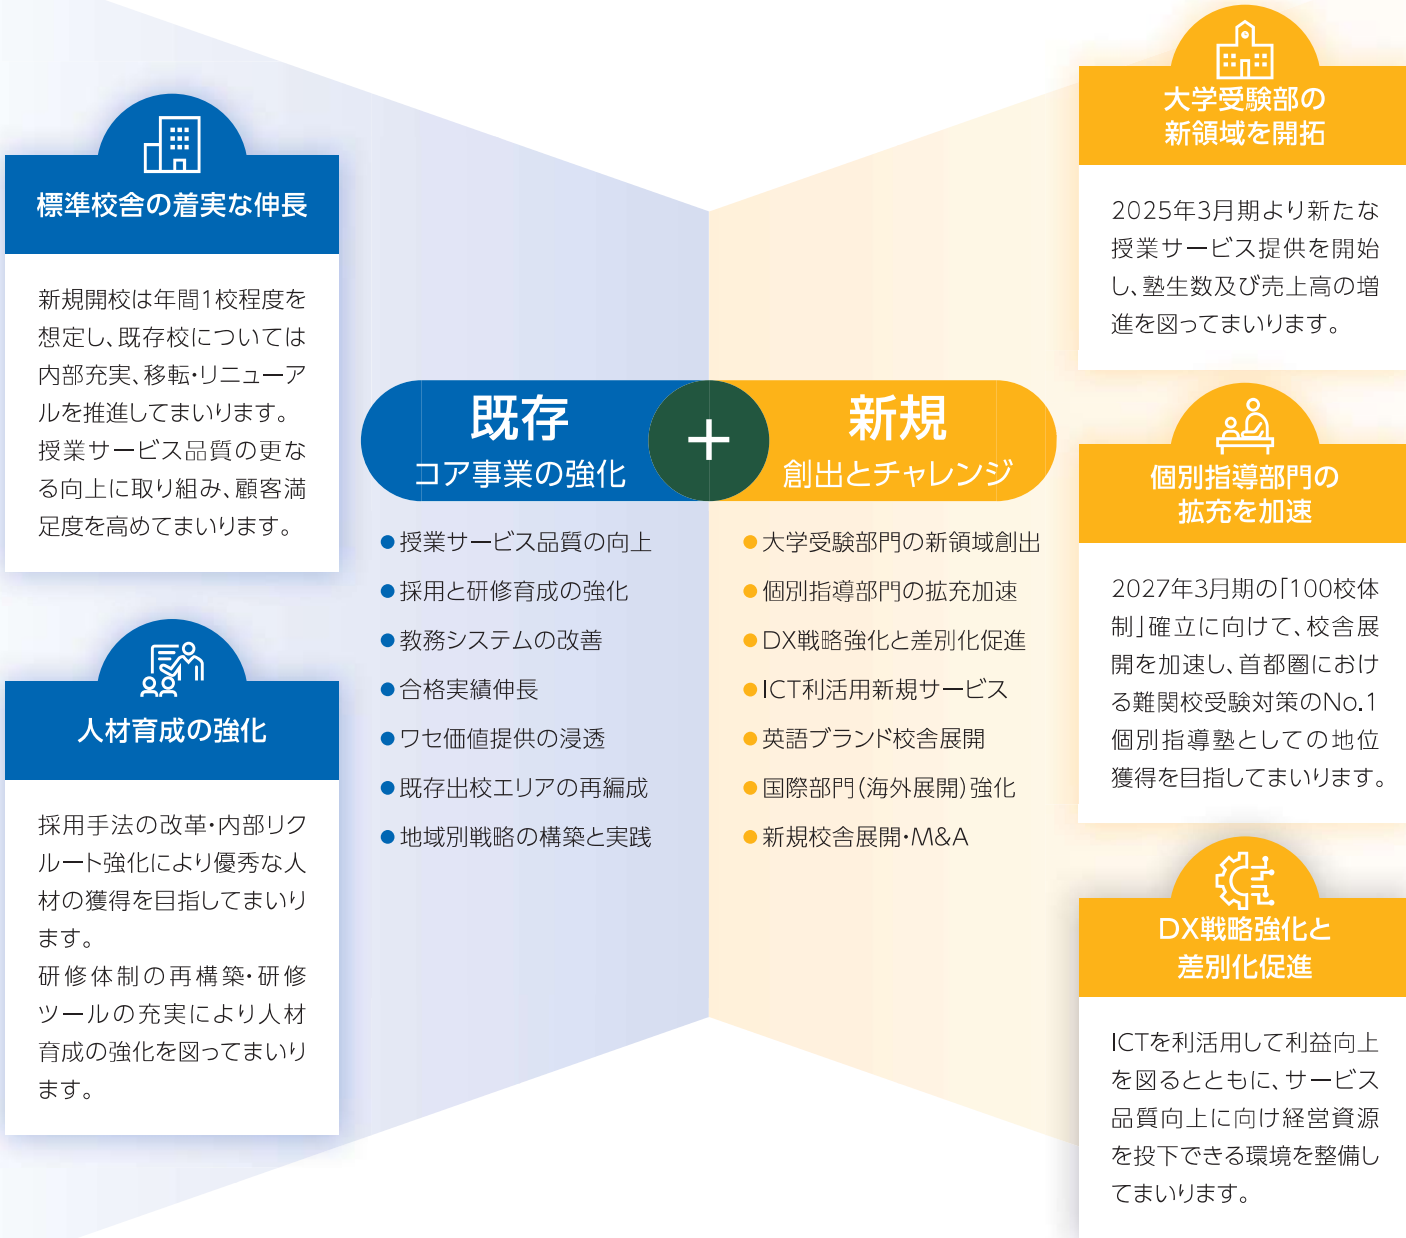 標準校舎の着実な伸長
新規開校は年間1校程度を
想定し、既存校については
内部充実、移転・リニューア
ルを推進してまいります。
授業サービス品質の更な
る向上に取り組み、顧客満
足度を高めてまいります。
人材育成の強化
採用手法の改革・内部リク
ルート強化により優秀な人
材の獲得を目指してまいり
ます。
研修体制の再構築・研修
ツールの充実により人材
育成の強化を図ってまいり
ます。
既存
コア事業の強化
●授業サービス品質の向上
●採用と研修育成の強化
●教務システムの改善
●合格実績伸長
●ワセ価値提供の浸透
●既存出校エリアの再編成
●地域別戦略の構築と実践
＋
新規
創出とチャレンジ
●大学受験部門の新領域創出
●個別指導部門の拡充加速
●DX戦略強化と差別化促進
●ICT利活用新規サービス
●英語ブランド校舎展開
●国際部門（海外展開）強化
●新規校舎展開・M&A
大学受験部の
新領域を開拓
2025年3月期より新たな
授業サービス提供を開始
し、塾生数及び売上高の増
進を図ってまいります。
個別指導部門の
拡充を加速
2027年3月期の「100校体
制」確立に向けて、校舎展
開を加速し、首都圏におけ
る難関校受験対策のNo.1
個別指導塾としての地位
獲得を目指してまいります。
DX戦略強化と
差別化促進
ICTを利活用して利益向上
を図るとともに、サービス
品質向上に向け経営資源
を投下できる環境を整備し
てまいります。